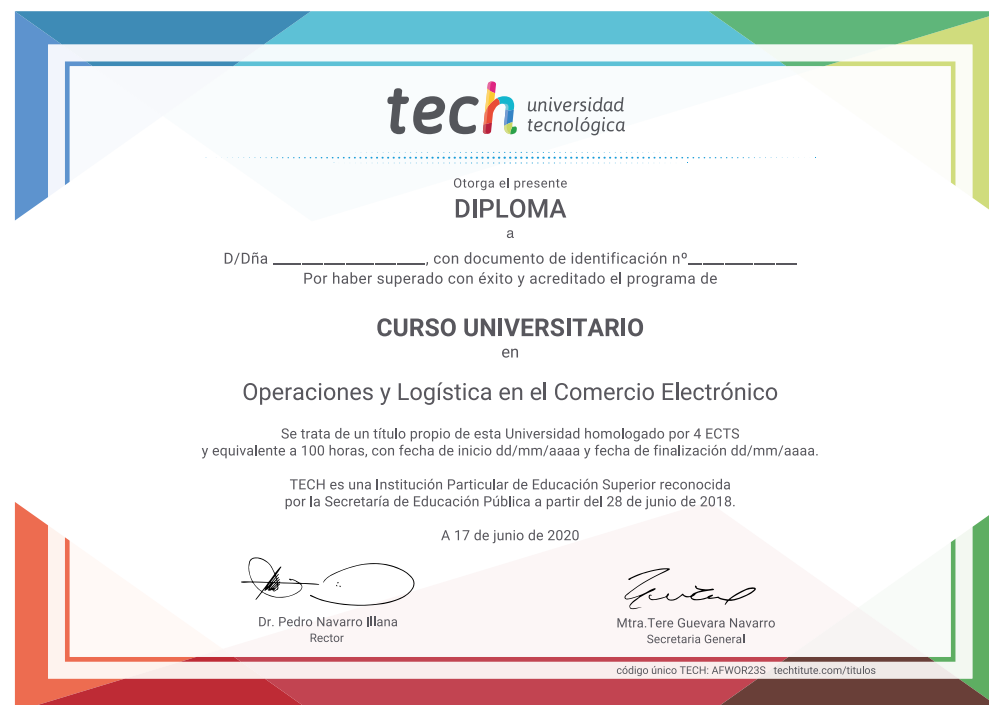 tech universidad
tecnológica
Otorga el presente
DIPLOMA
a
D/Dña ________________, con documento de identificación nº____________
Por haber superado con éxito y acreditado el programa de
CURSO UNIVERSITARIO
en
Operaciones y Logística en el Comercio Electrónico
Se trata de un título propio de esta Universidad homologado por 4 ECTS
y equivalente a 100 horas, con fecha de inicio dd/mm/aaaa y fecha de finalización dd/mm/aaaa.
TECH es una Institución Particular de Educación Superior reconocida
por la Secretaría de Educación Pública a partir del 28 de junio de 2018.
A 17 de junio de 2020
Dr. Pedro Navarro Illana
Rector
Mtra.Tere Guevara Navarro
Secretaria General
código único TECH: AFWOR23S techtitute.com/titulos